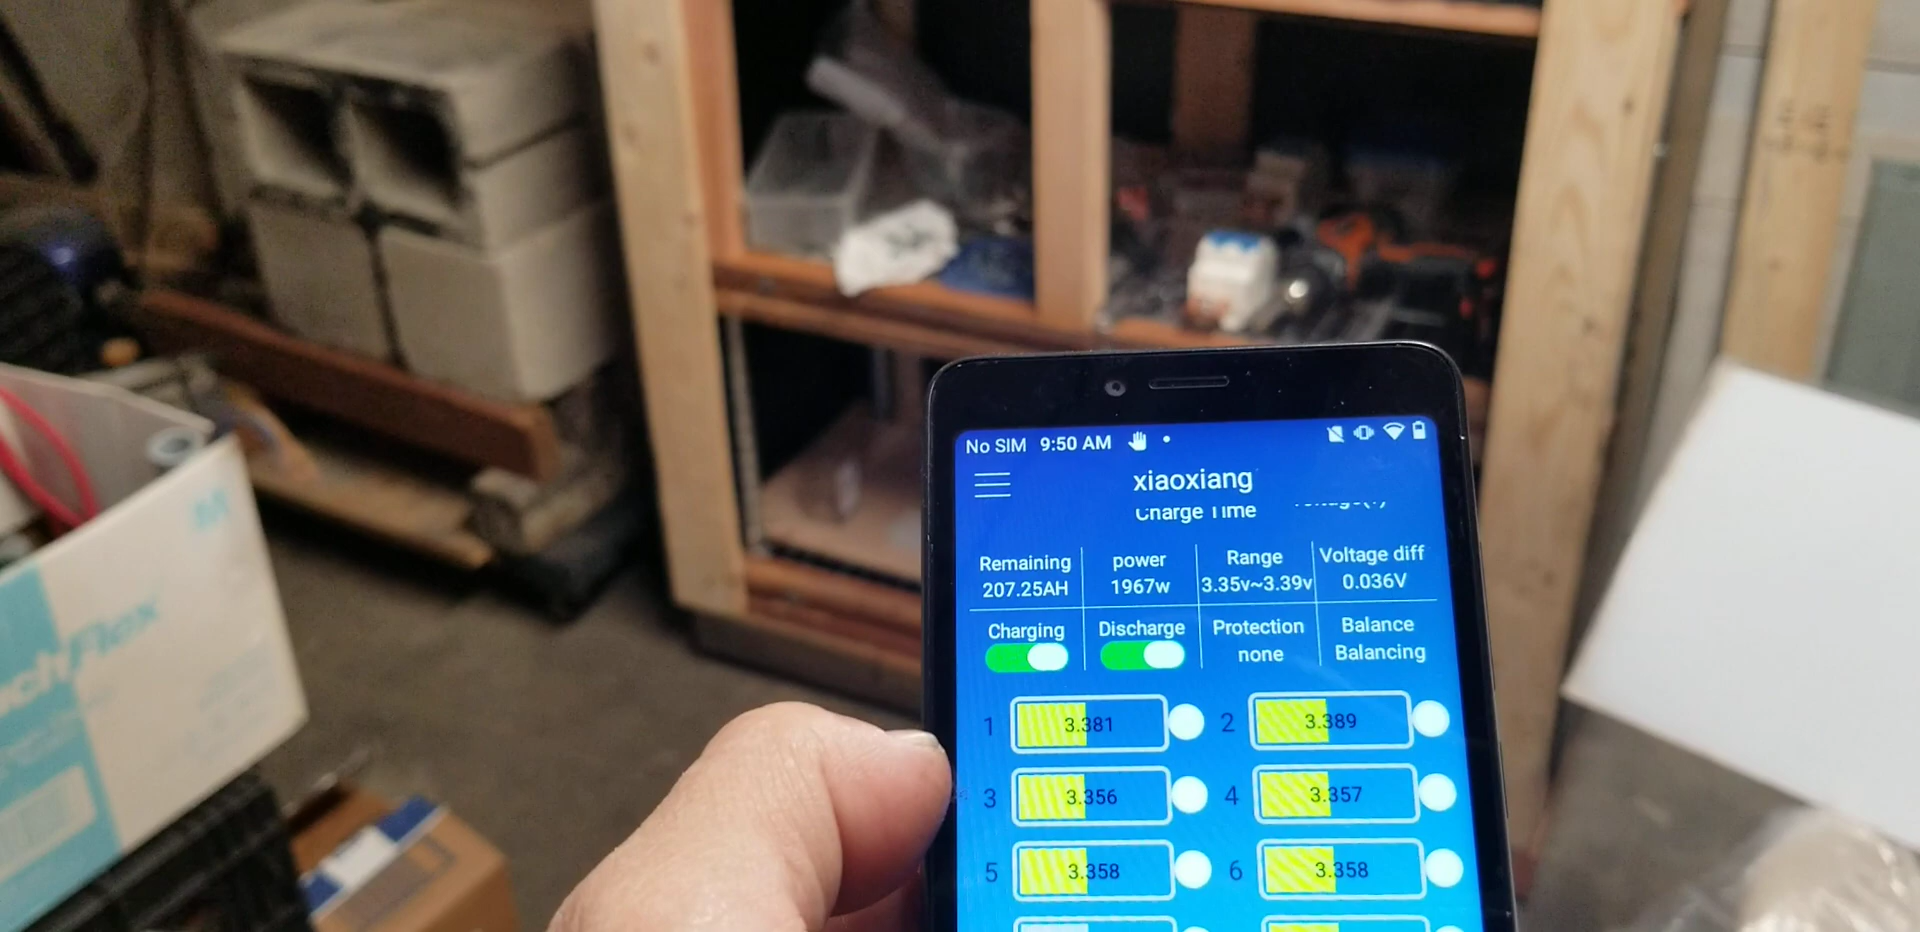 No SIM 9:50 AM
xiaoxiang
Charge Time
Remaining power Range Voltage diff
207.25AH 1967w 3.35v~3.39v 0.036V
Charging Discharge Protection Balance
none Balancing
1 3.381 2 3.389
3 3.356 4 3.357
5 3.358 6 3.358
M
Flex